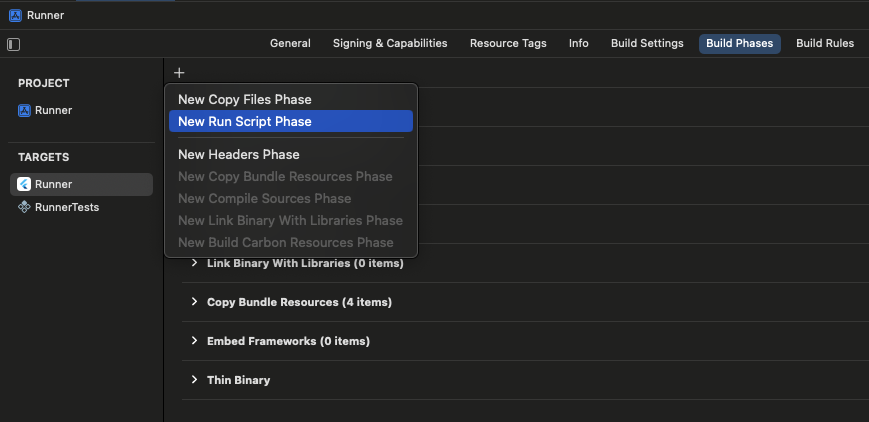 Runner
General Signing & Capabilities Resource Tags Info Build Settings Build Phases Build Rules
PROJECT
Runner
TARGETS
Runner
RunnerTests
+
New Copy Files Phase
New Run Script Phase
New Headers Phase
New Copy Bundle Resources Phase
New Compile Sources Phase
New Link Binary With Libraries Phase
New Build Carbon Resources Phase
Link Binary With Libraries (0 items)
Copy Bundle Resources (4 items)
Embed Frameworks (0 items)
Thin Binary